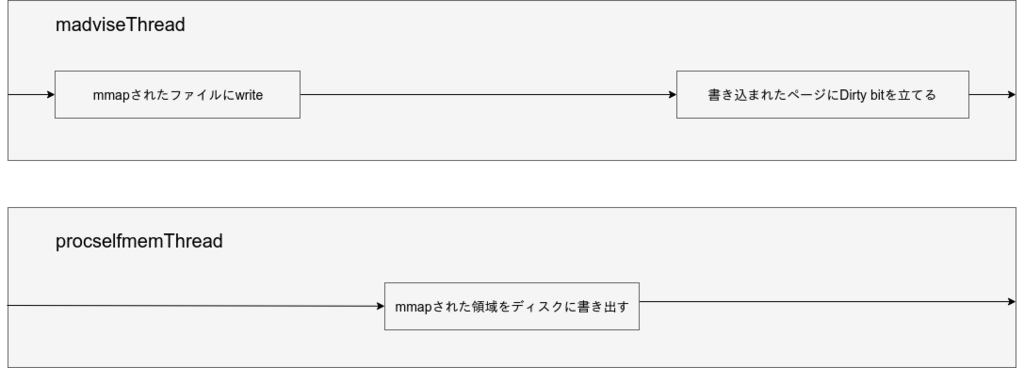 madviseThread
mmapされたファイルにwrite
書き込まれたページにDirty bitを立てる
procselfmemThread
mmapされた領域をディスクに書き出す